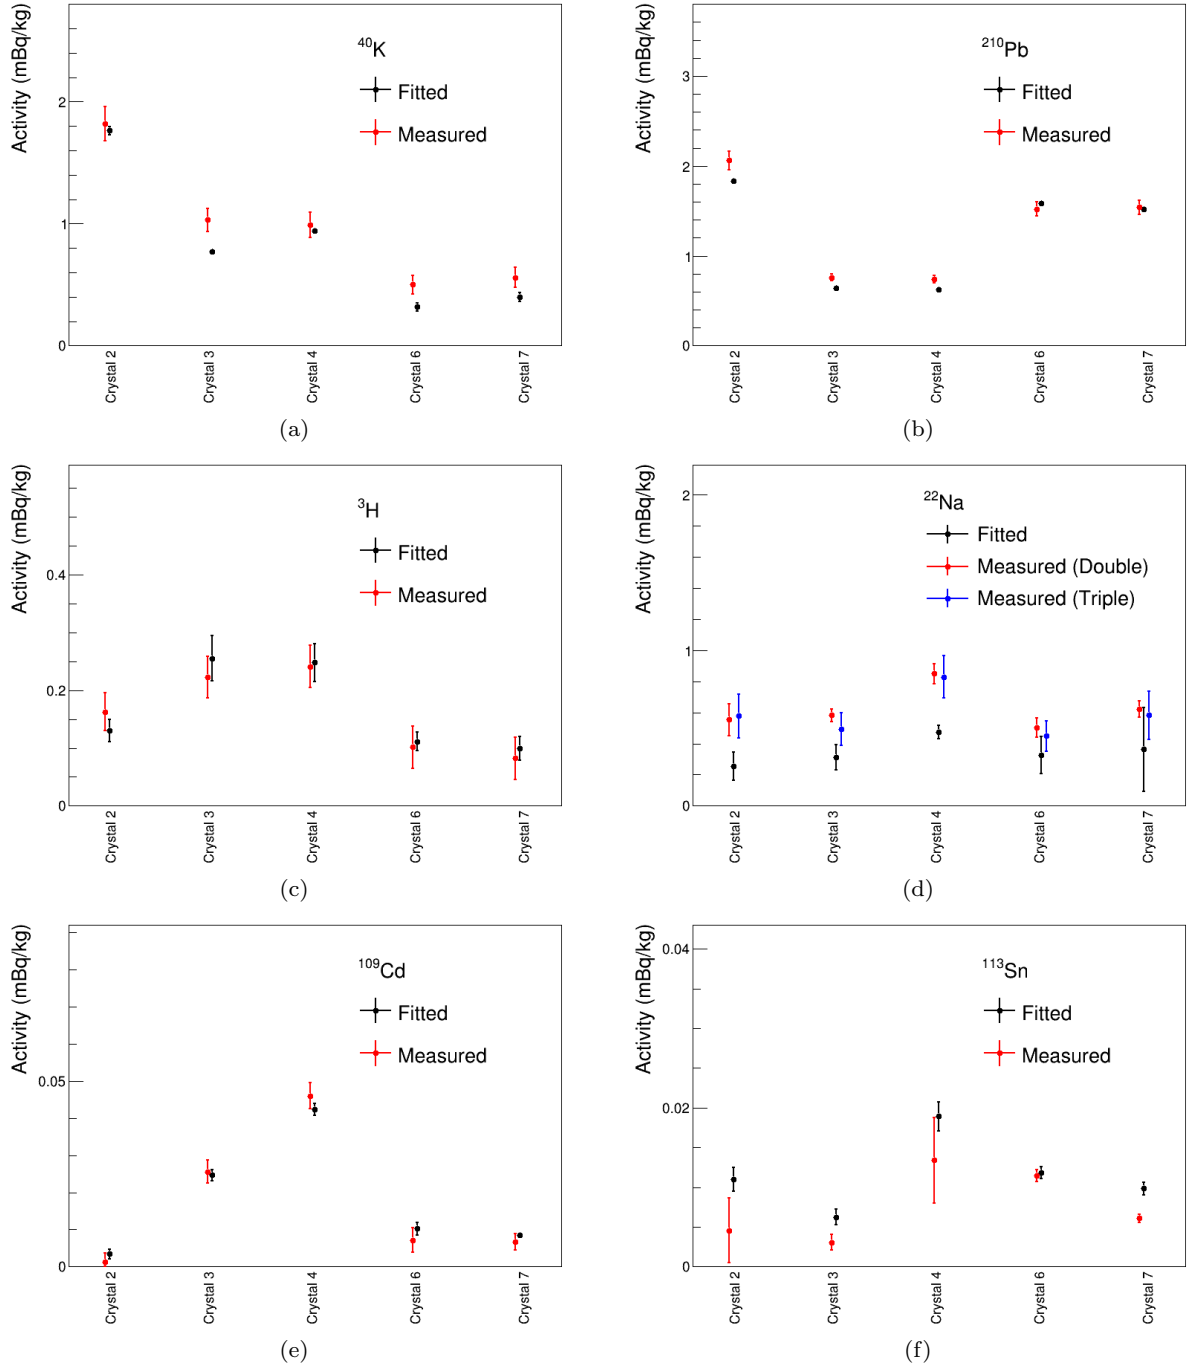 Activity (mBq/kg)
⁴⁰K
Fitted
Measured
2
1
0
Crystal 2
Crystal 3
Crystal 4
Crystal 6
Crystal 7
(a)
Activity (mBq/kg)
²¹⁰Pb
Fitted
Measured
3
2
1
0
Crystal 2
Crystal 3
Crystal 4
Crystal 6
Crystal 7
(b)
Activity (mBq/kg)
³H
Fitted
Measured
0.4
0.2
0
Crystal 2
Crystal 3
Crystal 4
Crystal 6
Crystal 7
(c)
Activity (mBq/kg)
²²Na
Fitted
Measured (Double)
Measured (Triple)
2
1
0
Crystal 2
Crystal 3
Crystal 4
Crystal 6
Crystal 7
(d)
Activity (mBq/kg)
¹⁰⁹Cd
Fitted
Measured
0.05
0
Crystal 2
Crystal 3
Crystal 4
Crystal 6
Crystal 7
(e)
Activity (mBq/kg)
¹¹³Sn
Fitted
Measured
0.04
0.02
0
Crystal 2
Crystal 3
Crystal 4
Crystal 6
Crystal 7
(f)